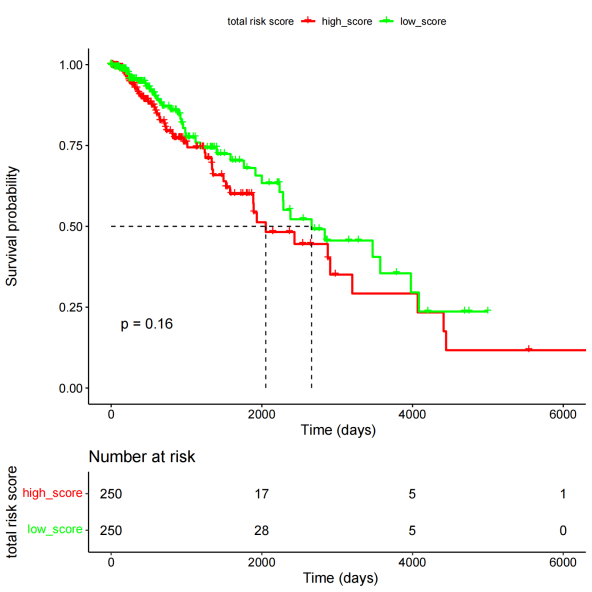 total risk score high_score low_score
1.00
0.75
0.50
0.25
0.00
Survival probability
p = 0.16
0 2000 4000 6000
Time (days)
Number at risk
total risk score
high_score 250 17 5 1
low_score 250 28 5 0
0 2000 4000 6000
Time (days)